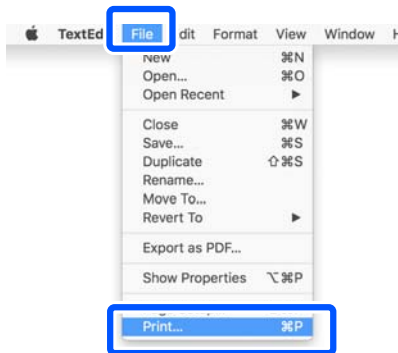 TextEd File dit Format View Window H
New ⌘N
Open... ⌘O
Open Recent ▶
Close ⌘W
Save... ⌘S
Duplicate ⇧⌘S
Rename...
Move To...
Revert To ▶
Export as PDF...
Show Properties ⌥⌘P
Print... ⌘P